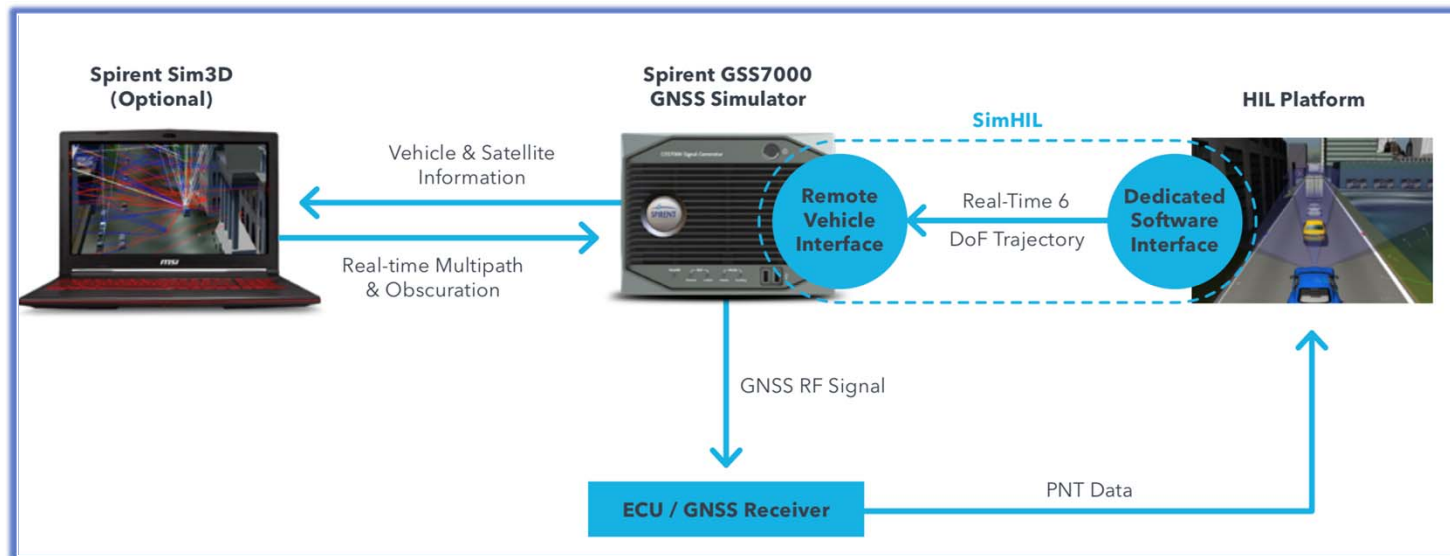 Spirent Sim3D
(Optional)
Spirent GSS7000
GNSS Simulator
HIL Platform
SimHIL
Vehicle & Satellite
Information
Real-time Multipath
& Obscuration
msi
SPIRENT
Remote
Vehicle
Interface
Real-Time 6
DoF Trajectory
Dedicated
Software
Interface
GNSS RF Signal
ECU / GNSS Receiver
PNT Data